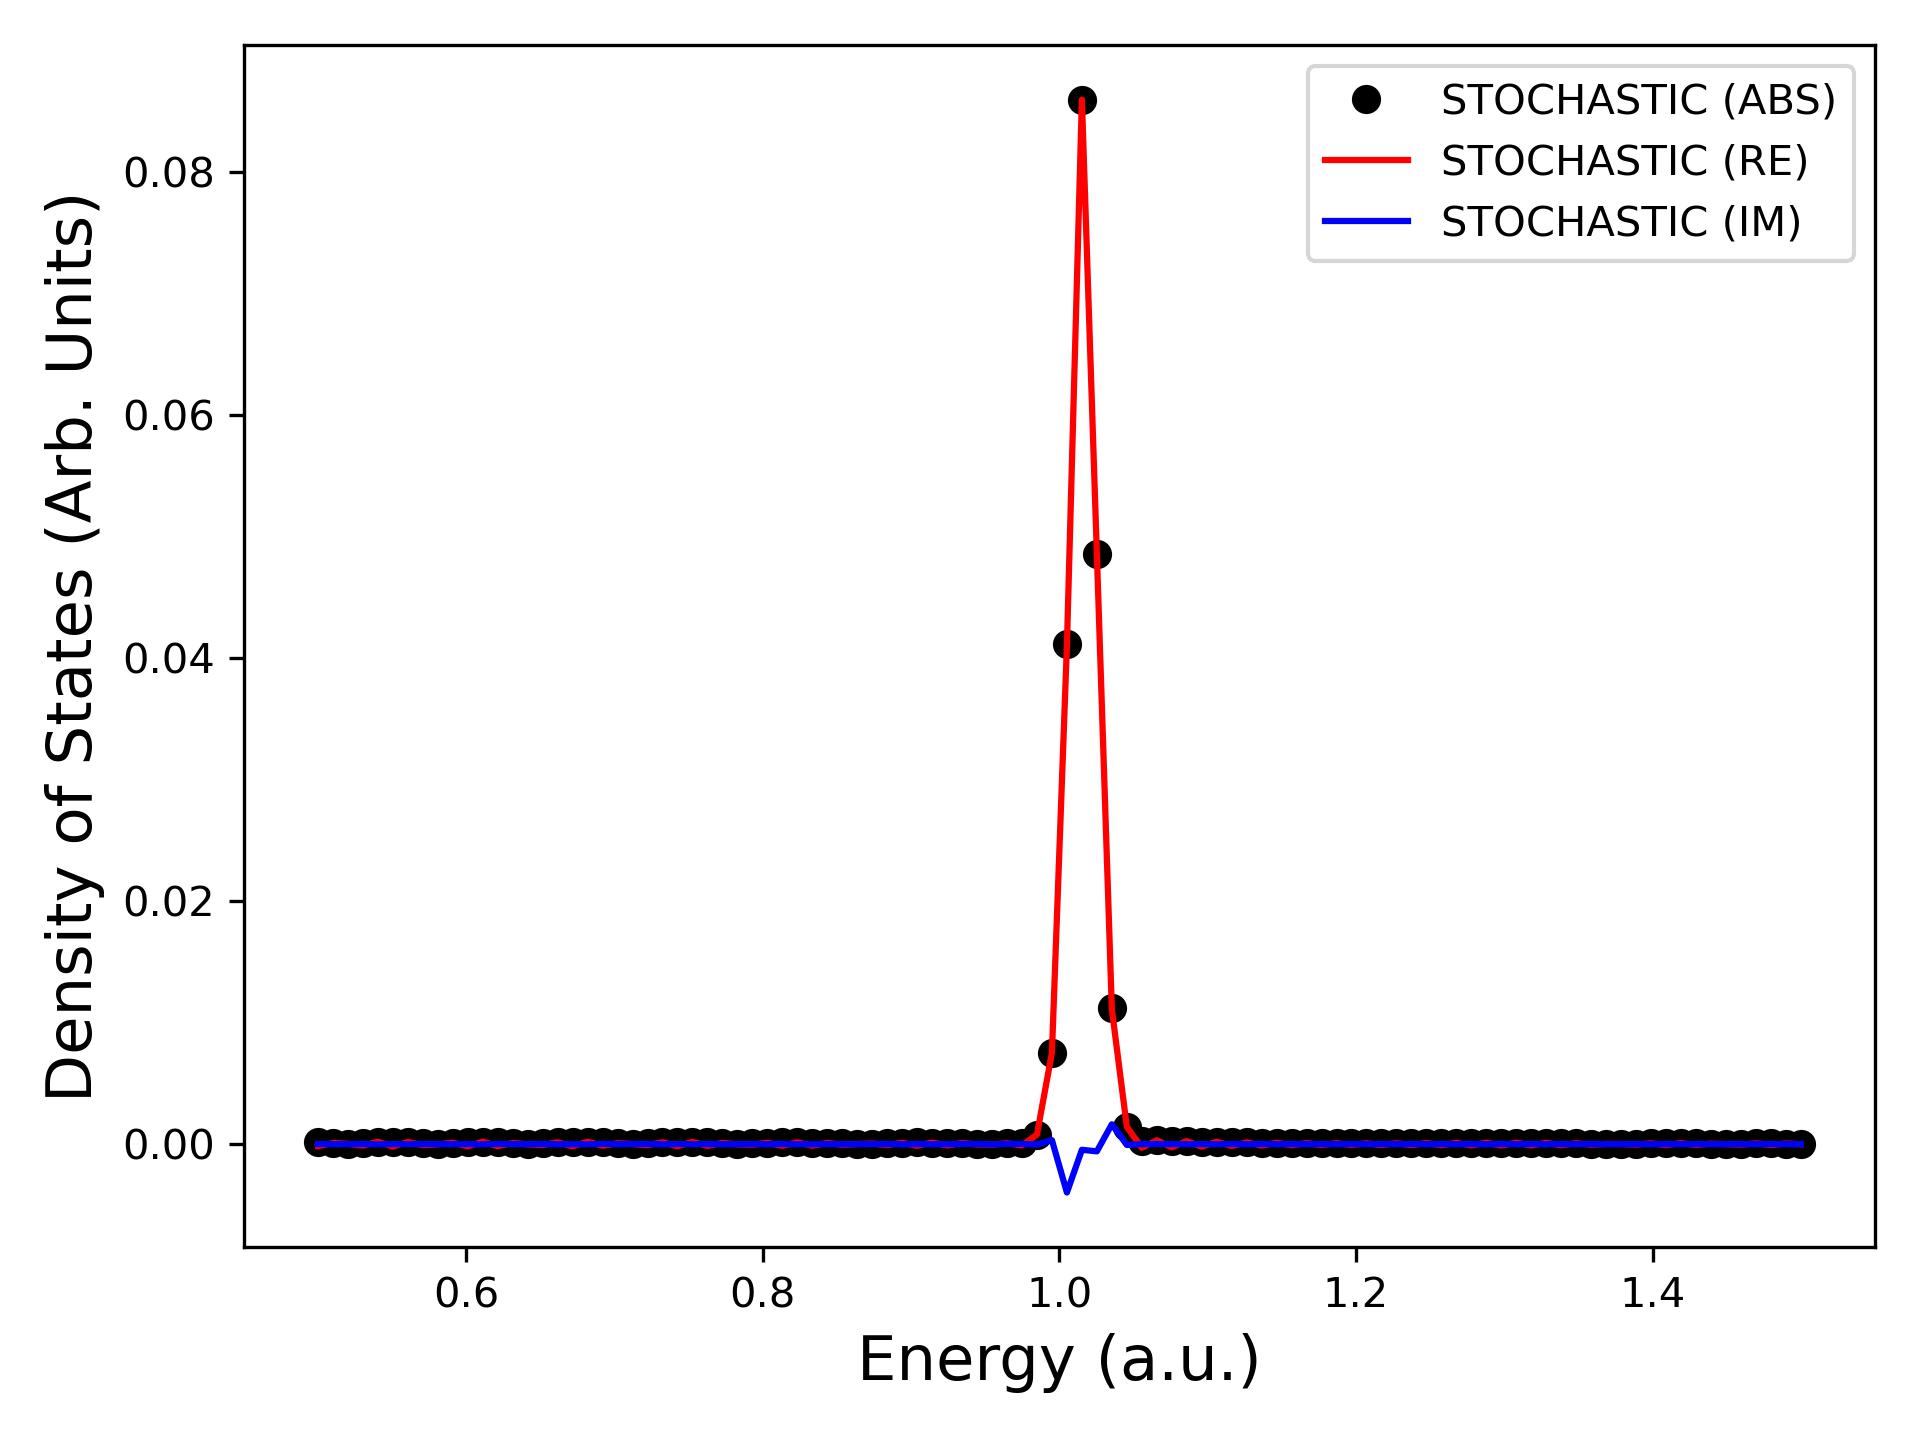 STOCHASTIC (ABS)
STOCHASTIC (RE)
STOCHASTIC (IM)
Density of States (Arb. Units)
0.08
0.06
0.04
0.02
0.00
0.6 0.8 1.0 1.2 1.4
Energy (a.u.)